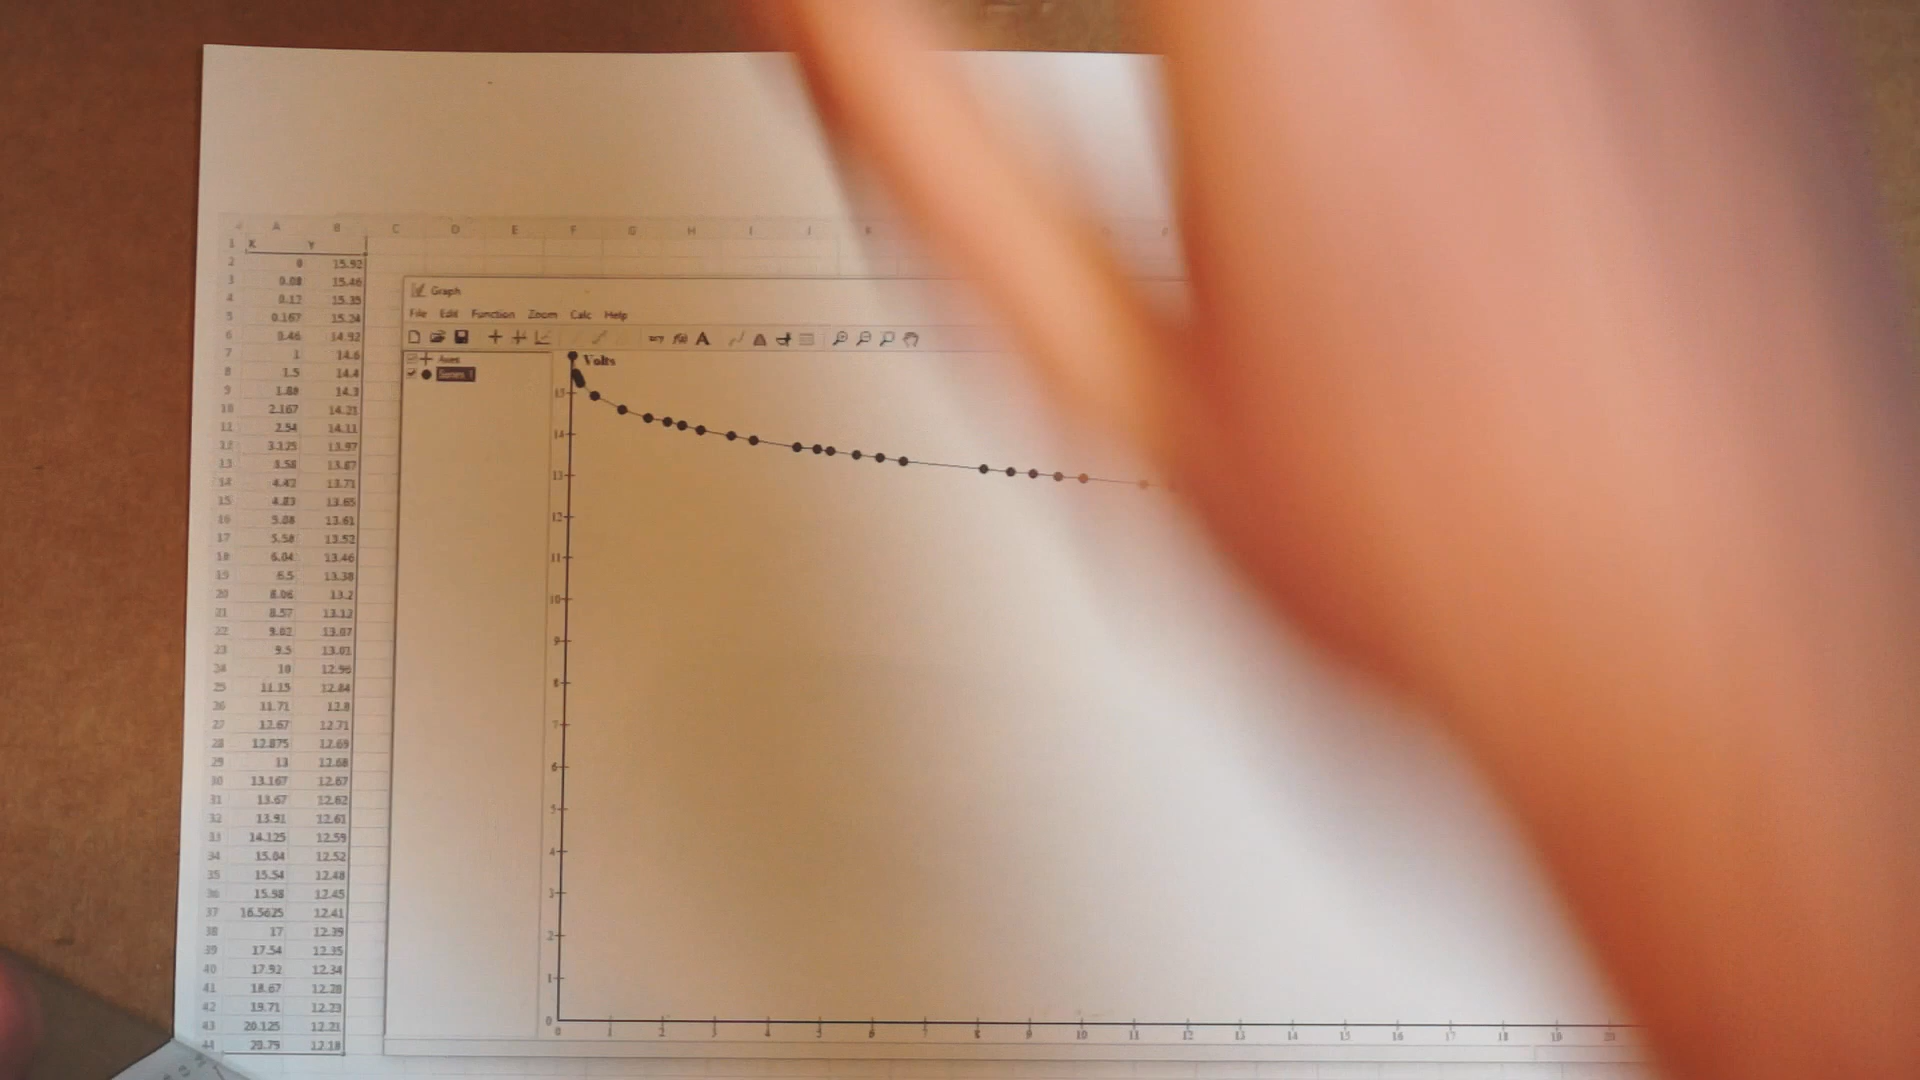 A B C D E F G H I J K
1 X Y
2 0 15.92
3 0.08 15.46
4 0.12 15.35
5 0.167 15.24
6 0.46 14.92
7 1 14.6
8 1.5 14.4
9 1.88 14.3
10 2.167 14.21
11 2.54 14.11
12 3.125 13.97
13 3.58 13.87
14 4.42 13.71
15 4.83 13.65
16 5.08 13.61
17 5.58 13.52
18 6.04 13.46
19 6.5 13.38
20 8.06 13.2
21 8.57 13.12
22 9.02 13.07
23 9.5 13.01
24 10 12.96
25 11.15 12.84
26 11.71 12.8
27 12.67 12.71
28 12.875 12.69
29 13 12.68
30 13.167 12.67
31 13.67 12.62
32 13.91 12.61
33 14.125 12.59
34 15.04 12.52
35 15.54 12.48
36 15.98 12.45
37 16.5625 12.41
38 17 12.39
39 17.54 12.35
40 17.92 12.34
41 18.67 12.28
42 19.71 12.23
43 20.125 12.21
44 20.79 12.18
Graph
File Edit Function Zoom Calc Help
Axes
Series 1
Volts
15
14
13
12
11
10
9
8
7
6
5
4
3
2
1
0
0 1 2 3 4 5 6 7 8 9 10 11 12 13 14 15 16 17 18 19 20